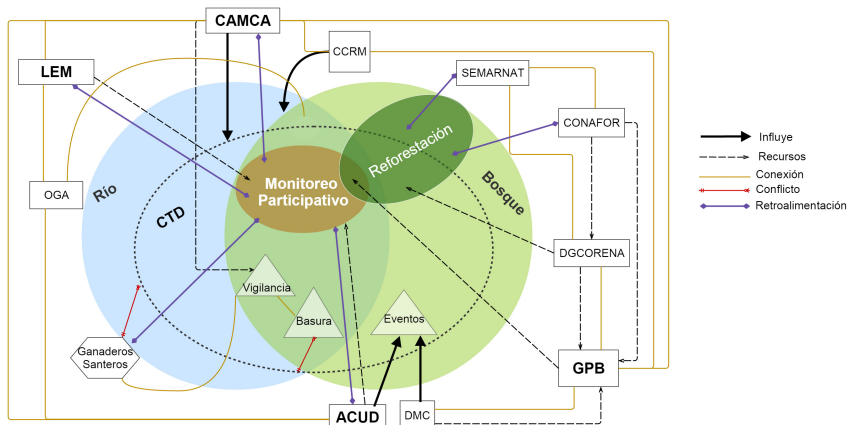 CAMCA
CCRM
LEM
SEMARNAT
CONAFOR
Reforestación
Monitoreo
Participativo
Río
Bosque
OGA
CTD
DGCORENA
Vigilancia
Basura
Eventos
Ganaderos
Santeros
GPB
ACUD
DMC
Influye
Recursos
Conexión
Conflicto
Retroalimentación